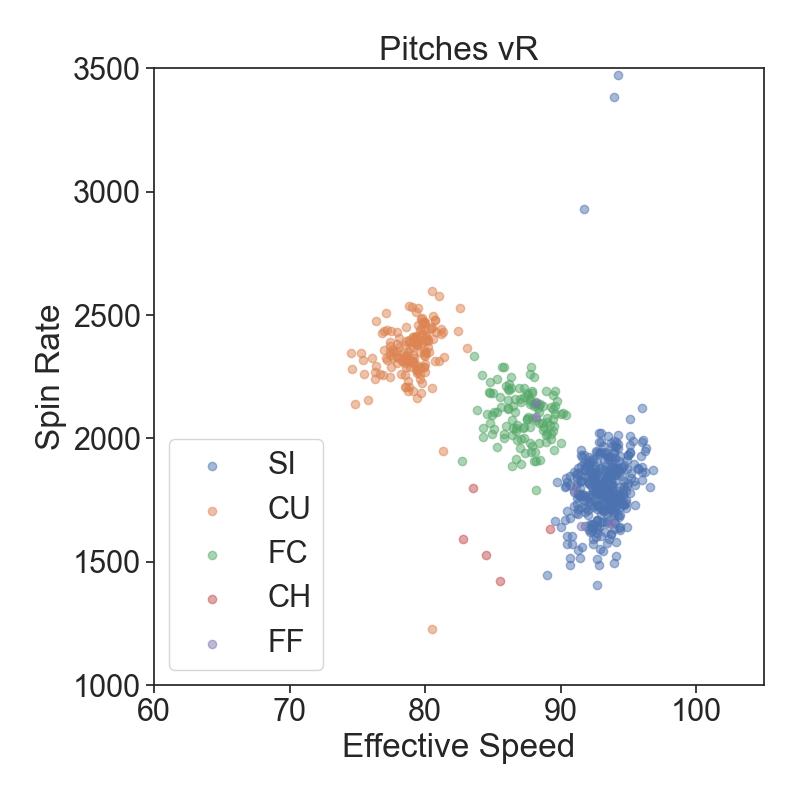 Pitches vR
3500
3000
2500
2000
1500
1000
Spin Rate
SI
CU
FC
CH
FF
60 70 80 90 100
Effective Speed